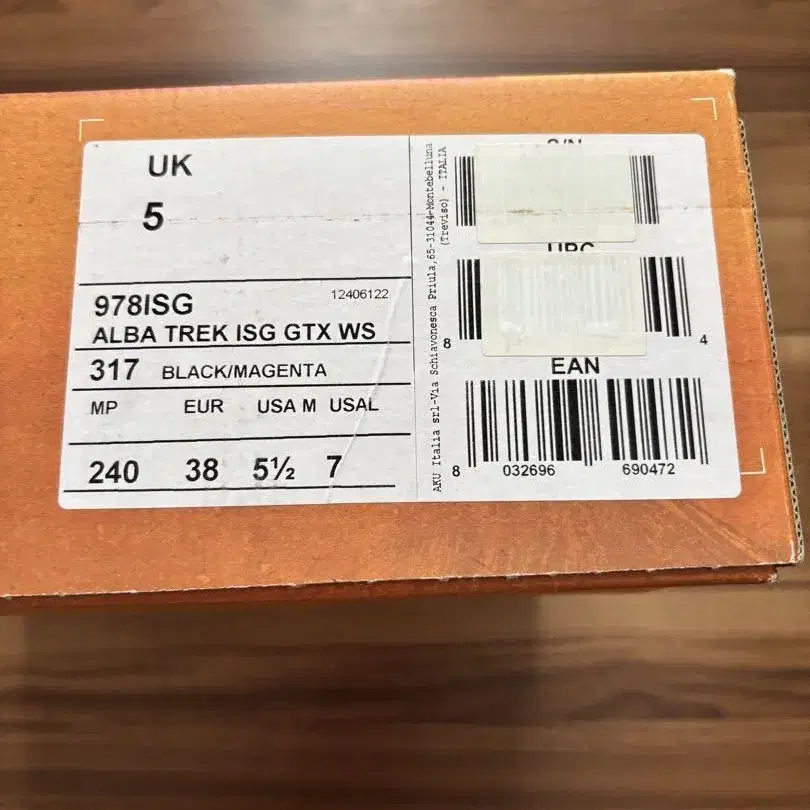 UK
5
978ISG
12406122
ALBA TREK ISG GTX WS
317 BLACK/MAGENTA
MP EUR USA M USAL
240 38 5½ 7
AKU Italia srl-Via Schiavonesca Priula,65-31044-Montebelluna
(Treviso) - ITALIA
S/N
UPC
8 4
EAN
8 032696 690472